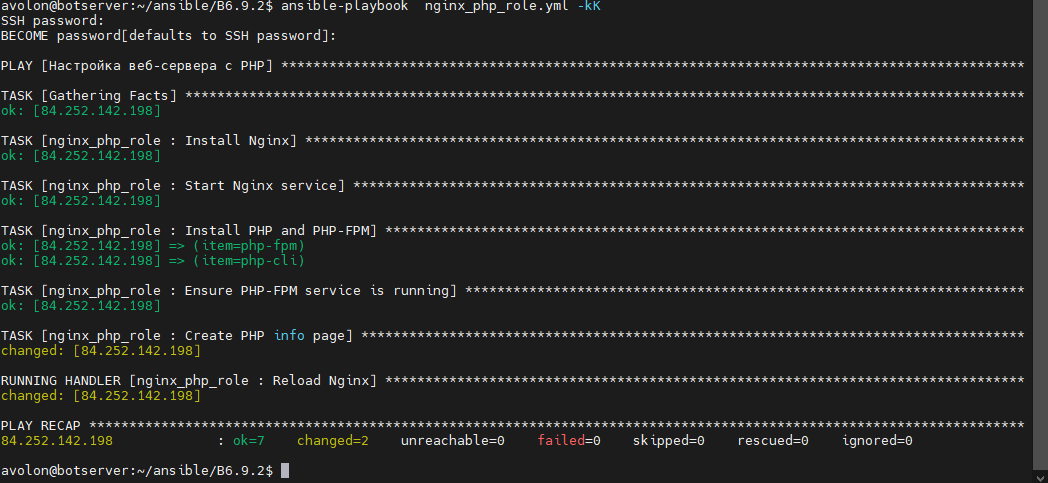 avolon@botserver:~/ansible/B6.9.2$ ansible-playbook  nginx_php_role.yml -kK
SSH password:
BECOME password[defaults to SSH password]:
PLAY [Настройка веб-сервера с PHP] *********************************************************************************************
TASK [Gathering Facts] *********************************************************************************************************
ok: [84.252.142.198]
TASK [nginx_php_role : Install Nginx] ******************************************************************************************
ok: [84.252.142.198]
TASK [nginx_php_role : Start Nginx service] ************************************************************************************
ok: [84.252.142.198]
TASK [nginx_php_role : Install PHP and PHP-FPM] ********************************************************************************
ok: [84.252.142.198] => (item=php-fpm)
ok: [84.252.142.198] => (item=php-cli)
TASK [nginx_php_role : Ensure PHP-FPM service is running] **********************************************************************
ok: [84.252.142.198]
TASK [nginx_php_role : Create PHP info page] ***********************************************************************************
changed: [84.252.142.198]
RUNNING HANDLER [nginx_php_role : Reload Nginx] ********************************************************************************
changed: [84.252.142.198]
PLAY RECAP *********************************************************************************************************************
84.252.142.198             : ok=7    changed=2    unreachable=0    failed=0    skipped=0    rescued=0    ignored=0
avolon@botserver:~/ansible/B6.9.2$